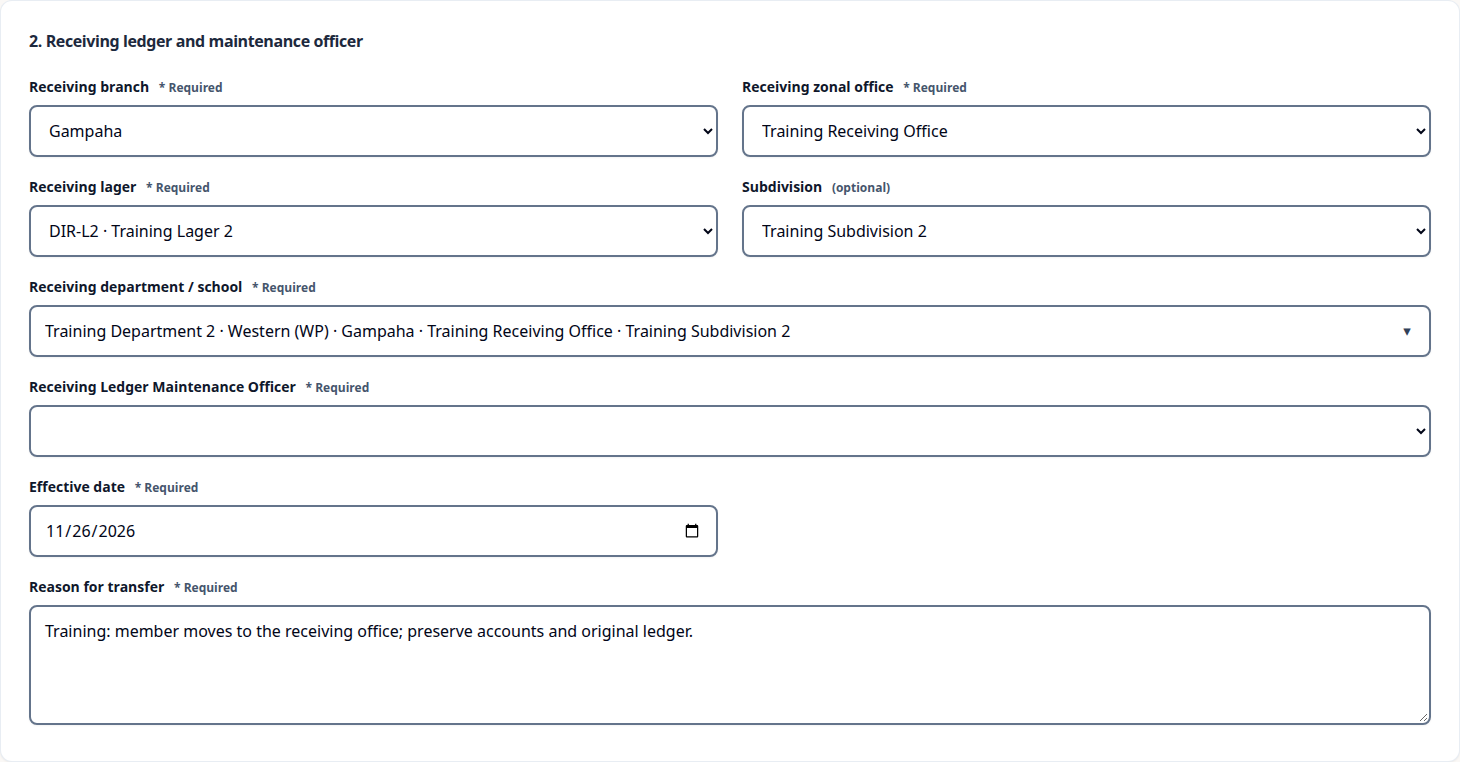 2. Receiving ledger and maintenance officer
Receiving branch * Required
Gampaha
Receiving zonal office * Required
Training Receiving Office
Receiving lager * Required
DIR-L2 · Training Lager 2
Subdivision (optional)
Training Subdivision 2
Receiving department / school * Required
Training Department 2 · Western (WP) · Gampaha · Training Receiving Office · Training Subdivision 2
Receiving Ledger Maintenance Officer * Required
Effective date * Required
11/26/2026
Reason for transfer * Required
Training: member moves to the receiving office; preserve accounts and original ledger.